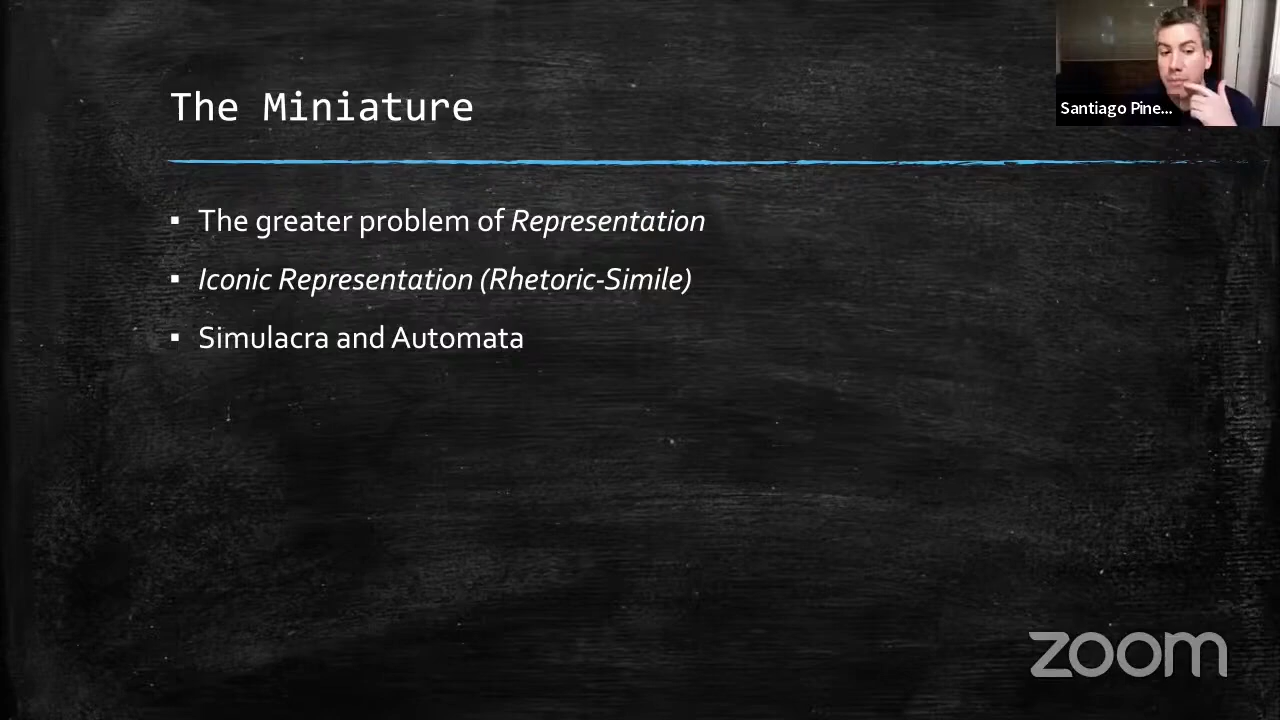 The Miniature
Santiago Pine...
▪ The greater problem of Representation
▪ Iconic Representation (Rhetoric-Simile)
▪ Simulacra and Automata
zoom